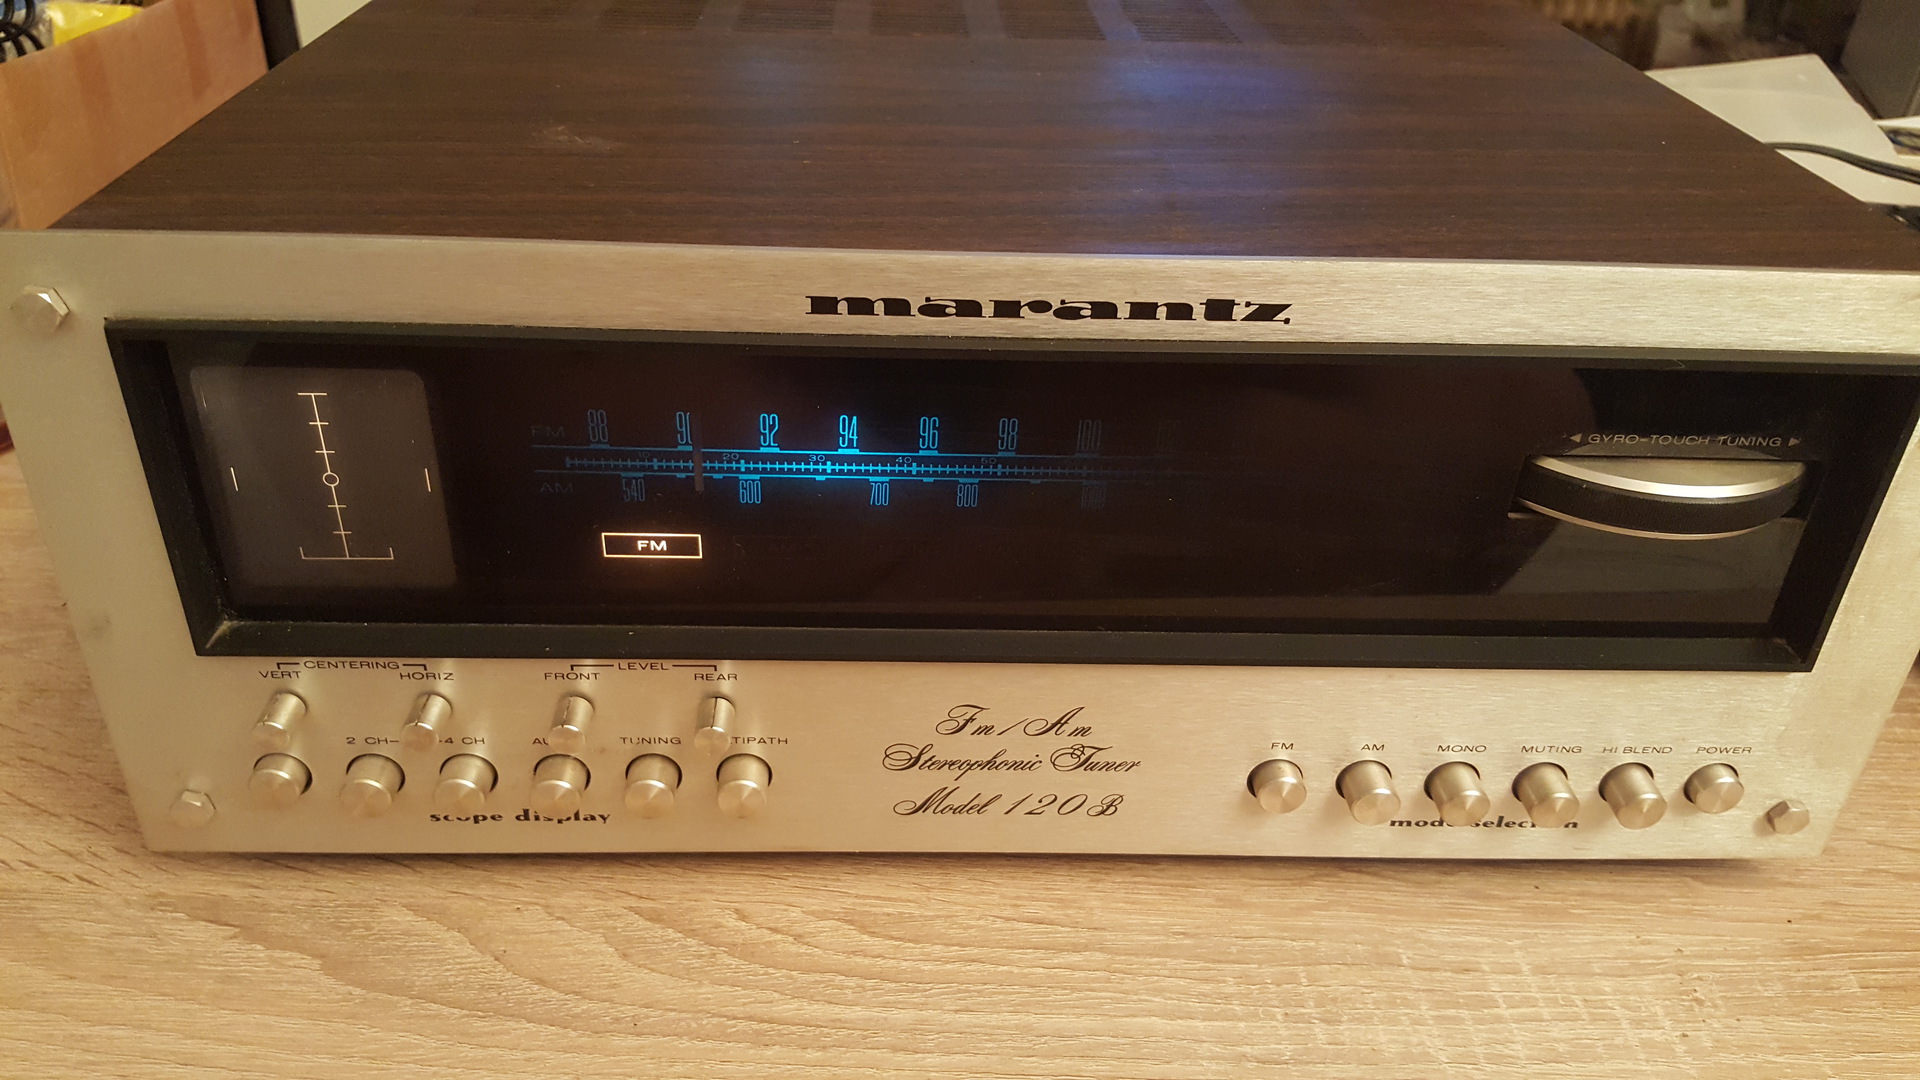 marantz
FM 88 92 94 96 98 100
10 20 30 40 50
AM 540 600 700 800
GYRO-TOUCH TUNING
FM
CENTERING LEVEL
VERT HORIZ FRONT REAR
2 CH 4 CH TUNING
scope display
Fm/Am
Stereophonic Tuner
Model 120B
FM AM MONO MUTING HI BLEND POWER